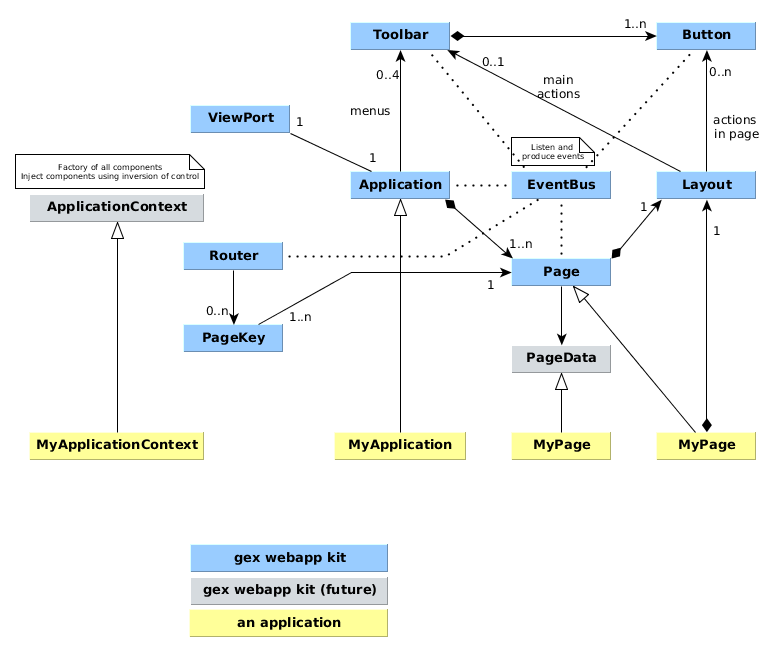 1..n
Toolbar
Button
0..1
0..4
main
actions
0..n
menus
ViewPort
1
actions
in page
Listen and
produce events
1
Factory of all components
Inject components using inversion of control
Application
EventBus
Layout
ApplicationContext
1
1
1..n
Router
Page
1
0..n
1..n
PageKey
PageData
MyApplicationContext
MyApplication
MyPage
MyPage
gex webapp kit
gex webapp kit (future)
an application